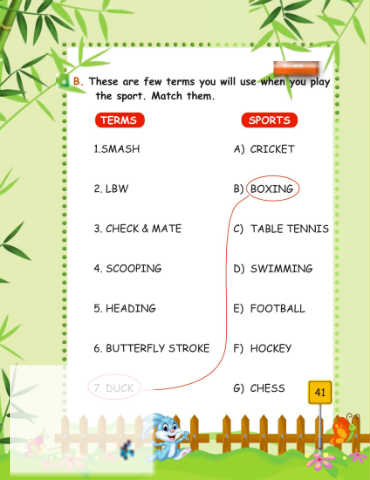 B. These are few terms you will use when you play
the sport. Match them.
TERMS SPORTS
1.SMASH A) CRICKET
2. LBW B) BOXING
3. CHECK & MATE C) TABLE TENNIS
4. SCOOPING D) SWIMMING
5. HEADING E) FOOTBALL
6. BUTTERFLY STROKE F) HOCKEY
7. DUCK G) CHESS
41